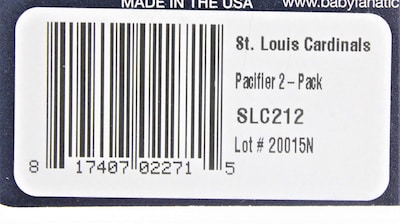 MADE IN THE USA
www.babyfanatic
St. Louis Cardinals
Pacifier 2 - Pack
SLC212
Lot # 20015N
8 17407 02271 5